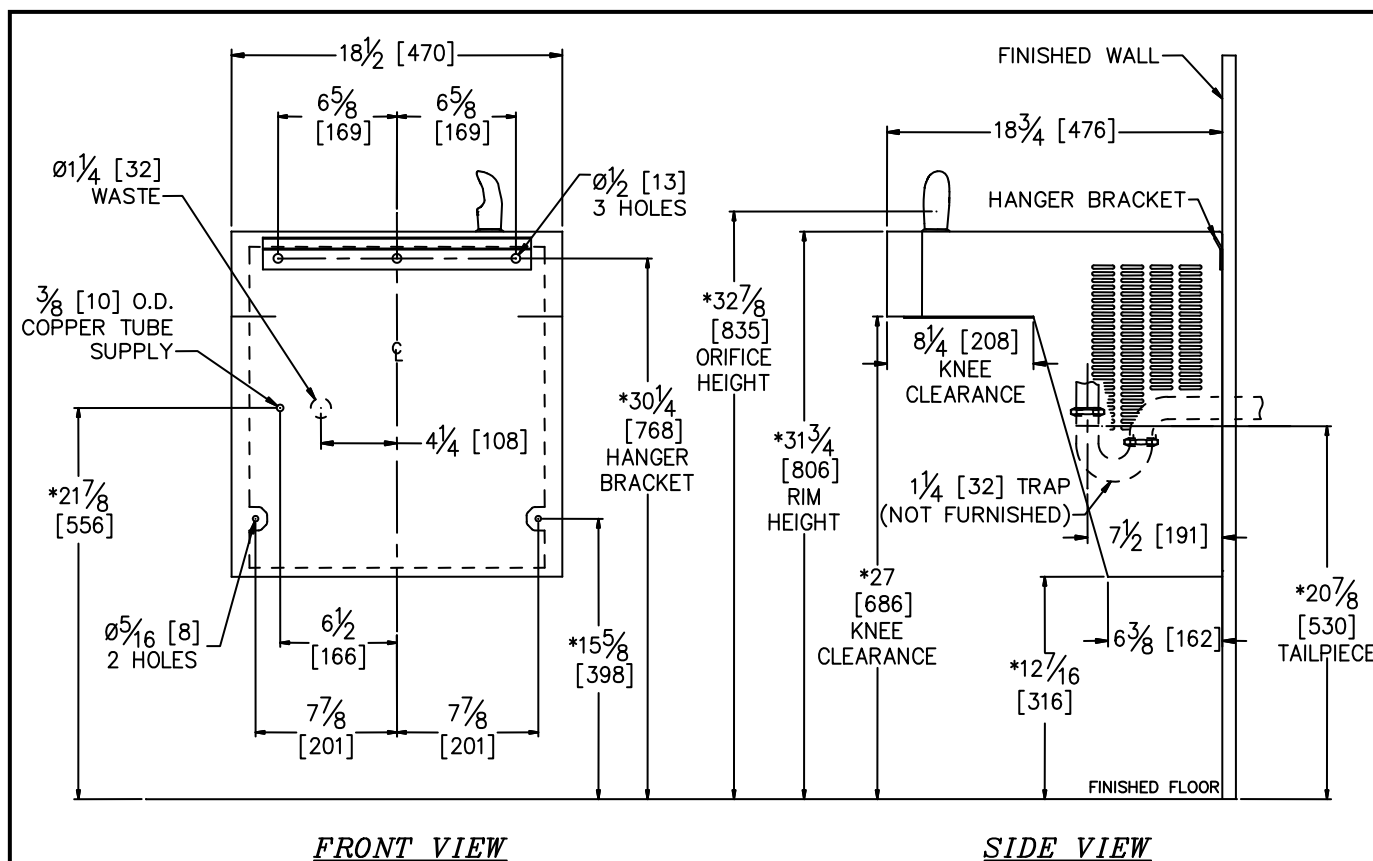 18½ [470]
6⅝
[169]
6⅝
[169]
Ø1¼ [32]
WASTE
Ø½ [13]
3 HOLES
⅜ [10] O.D.
COPPER TUBE
SUPPLY
℄
4¼ [108]
*30¼
[768]
HANGER
BRACKET
*21⅞
[556]
Ø5⁄16 [8]
2 HOLES
6½
[166]
*15⅝
[398]
7⅞
[201]
7⅞
[201]
FRONT VIEW
FINISHED WALL
18¾ [476]
HANGER BRACKET
*32⅞
[835]
ORIFICE
HEIGHT
8¼ [208]
KNEE
CLEARANCE
*31¾
[806]
RIM
HEIGHT
1¼ [32] TRAP
(NOT FURNISHED)
7½ [191]
*27
[686]
KNEE
CLEARANCE
*20⅞
[530]
TAILPIECE
6⅜ [162]
*12 7⁄16
[316]
FINISHED FLOOR
SIDE VIEW